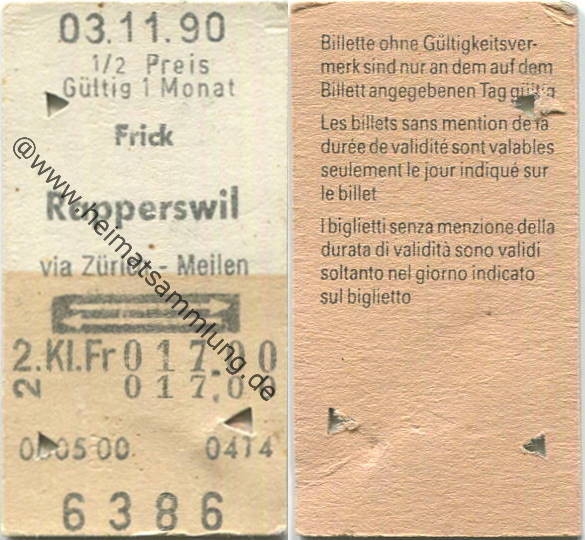 03.11.90
1/2 Preis
Gültig 1 Monat
Frick
Rapperswil
via Zürich - Meilen
2.Kl.Fr 017.00
2 017.00
00500 0414
6386
@www.heimatsammlung.de
Billette ohne Gültigkeitsver-
merk sind nur an dem auf dem
Billett angegebenen Tag gültig
Les billets sans mention de la
durée de validité sont valables
seulement le jour indiqué sur
le billet
I biglietti senza menzione della
durata di validità sono validi
soltanto nel giorno indicato
sul biglietto